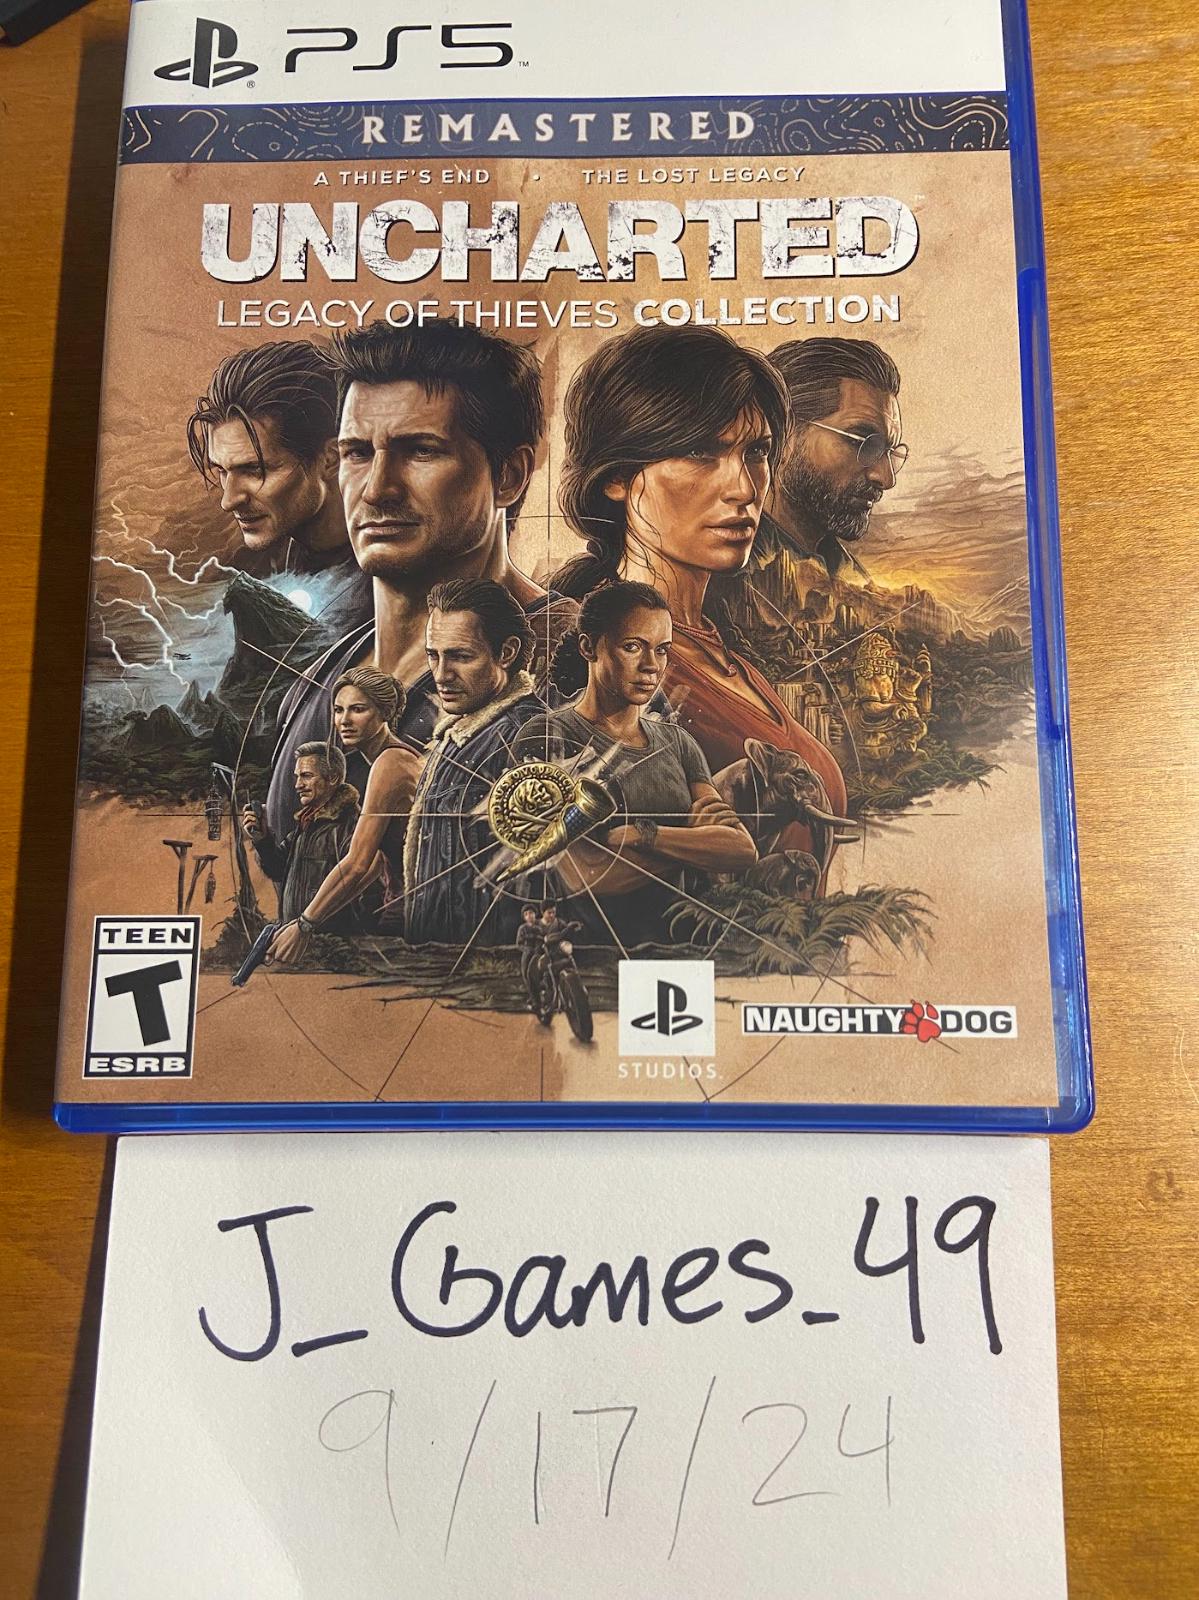 PS5
REMASTERED
A THIEF'S END · THE LOST LEGACY
UNCHARTED
LEGACY OF THIEVES COLLECTION
TEEN
T
ESRB
STUDIOS.
NAUGHTY DOG
J_Games_49
9/17/24